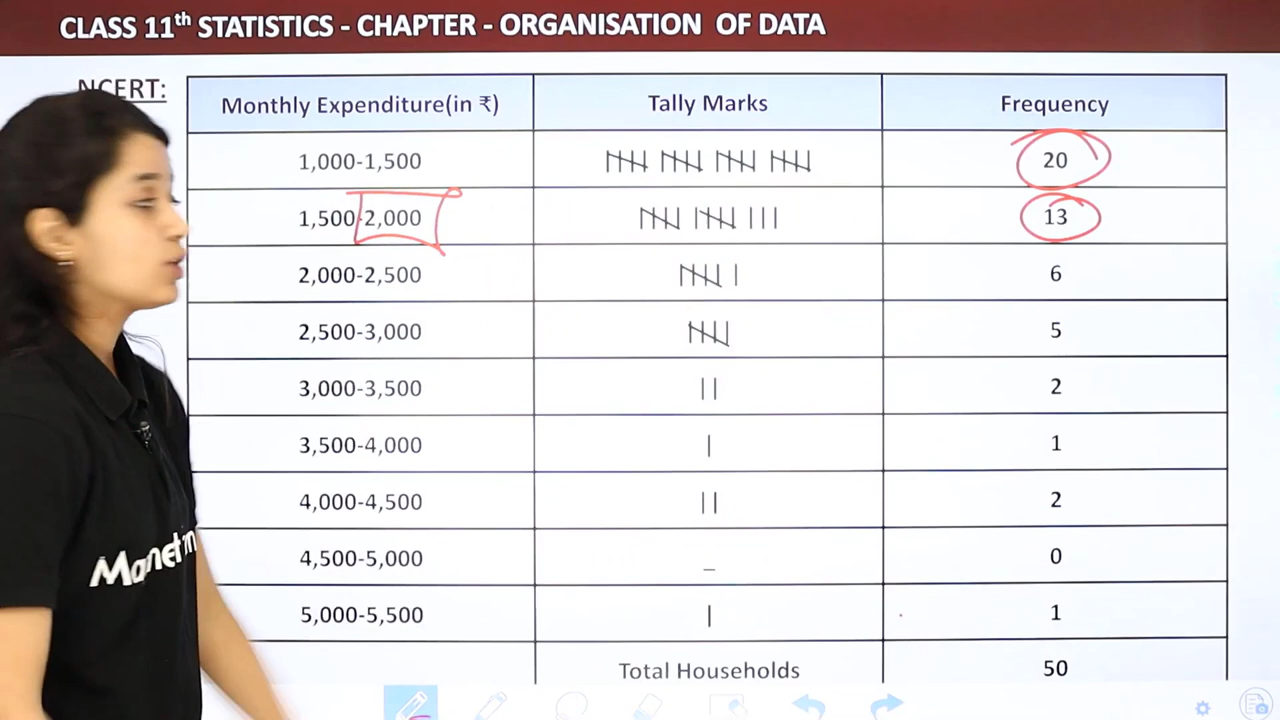 CLASS 11th STATISTICS - CHAPTER - ORGANISATION OF DATA
NCERT:
Monthly Expenditure(in ₹) Tally Marks Frequency
1,000-1,500 20
1,500-2,000 13
2,000-2,500 6
2,500-3,000 5
3,000-3,500 || 2
3,500-4,000 | 1
4,000-4,500 || 2
4,500-5,000 _ 0
5,000-5,500 | 1
Total Households 50